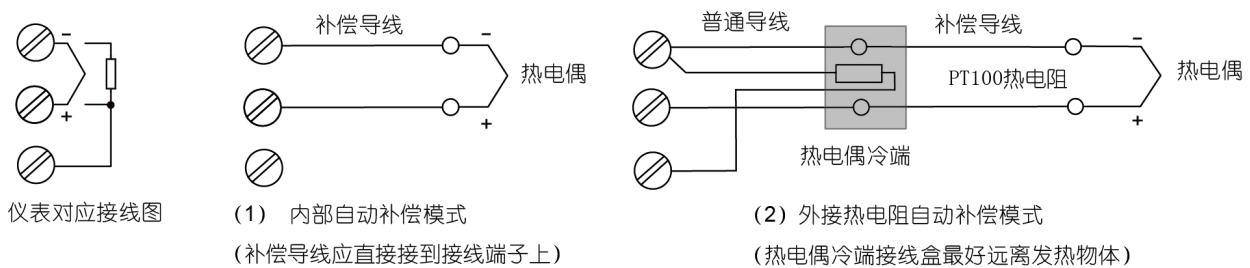 补偿导线
普通导线
补偿导线
-
+
-
+
热电偶
PT100热电阻
-
+
热电偶
热电偶冷端
仪表对应接线图
(1) 内部自动补偿模式
(补偿导线应直接接到接线端子上)
(2) 外接热电阻自动补偿模式
(热电偶冷端接线盒最好远离发热物体)